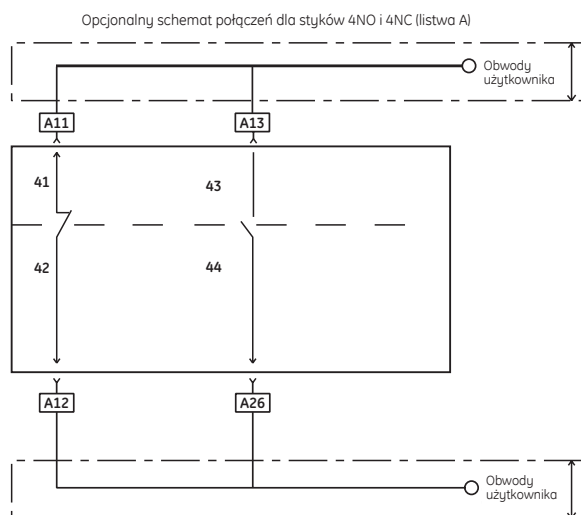 Opcjonalny schemat połączeń dla styków 4NO i 4NC (listwa A)
Obwody
użytkownika
A11 A13
41 43
42 44
A12 A26
Obwody
użytkownika